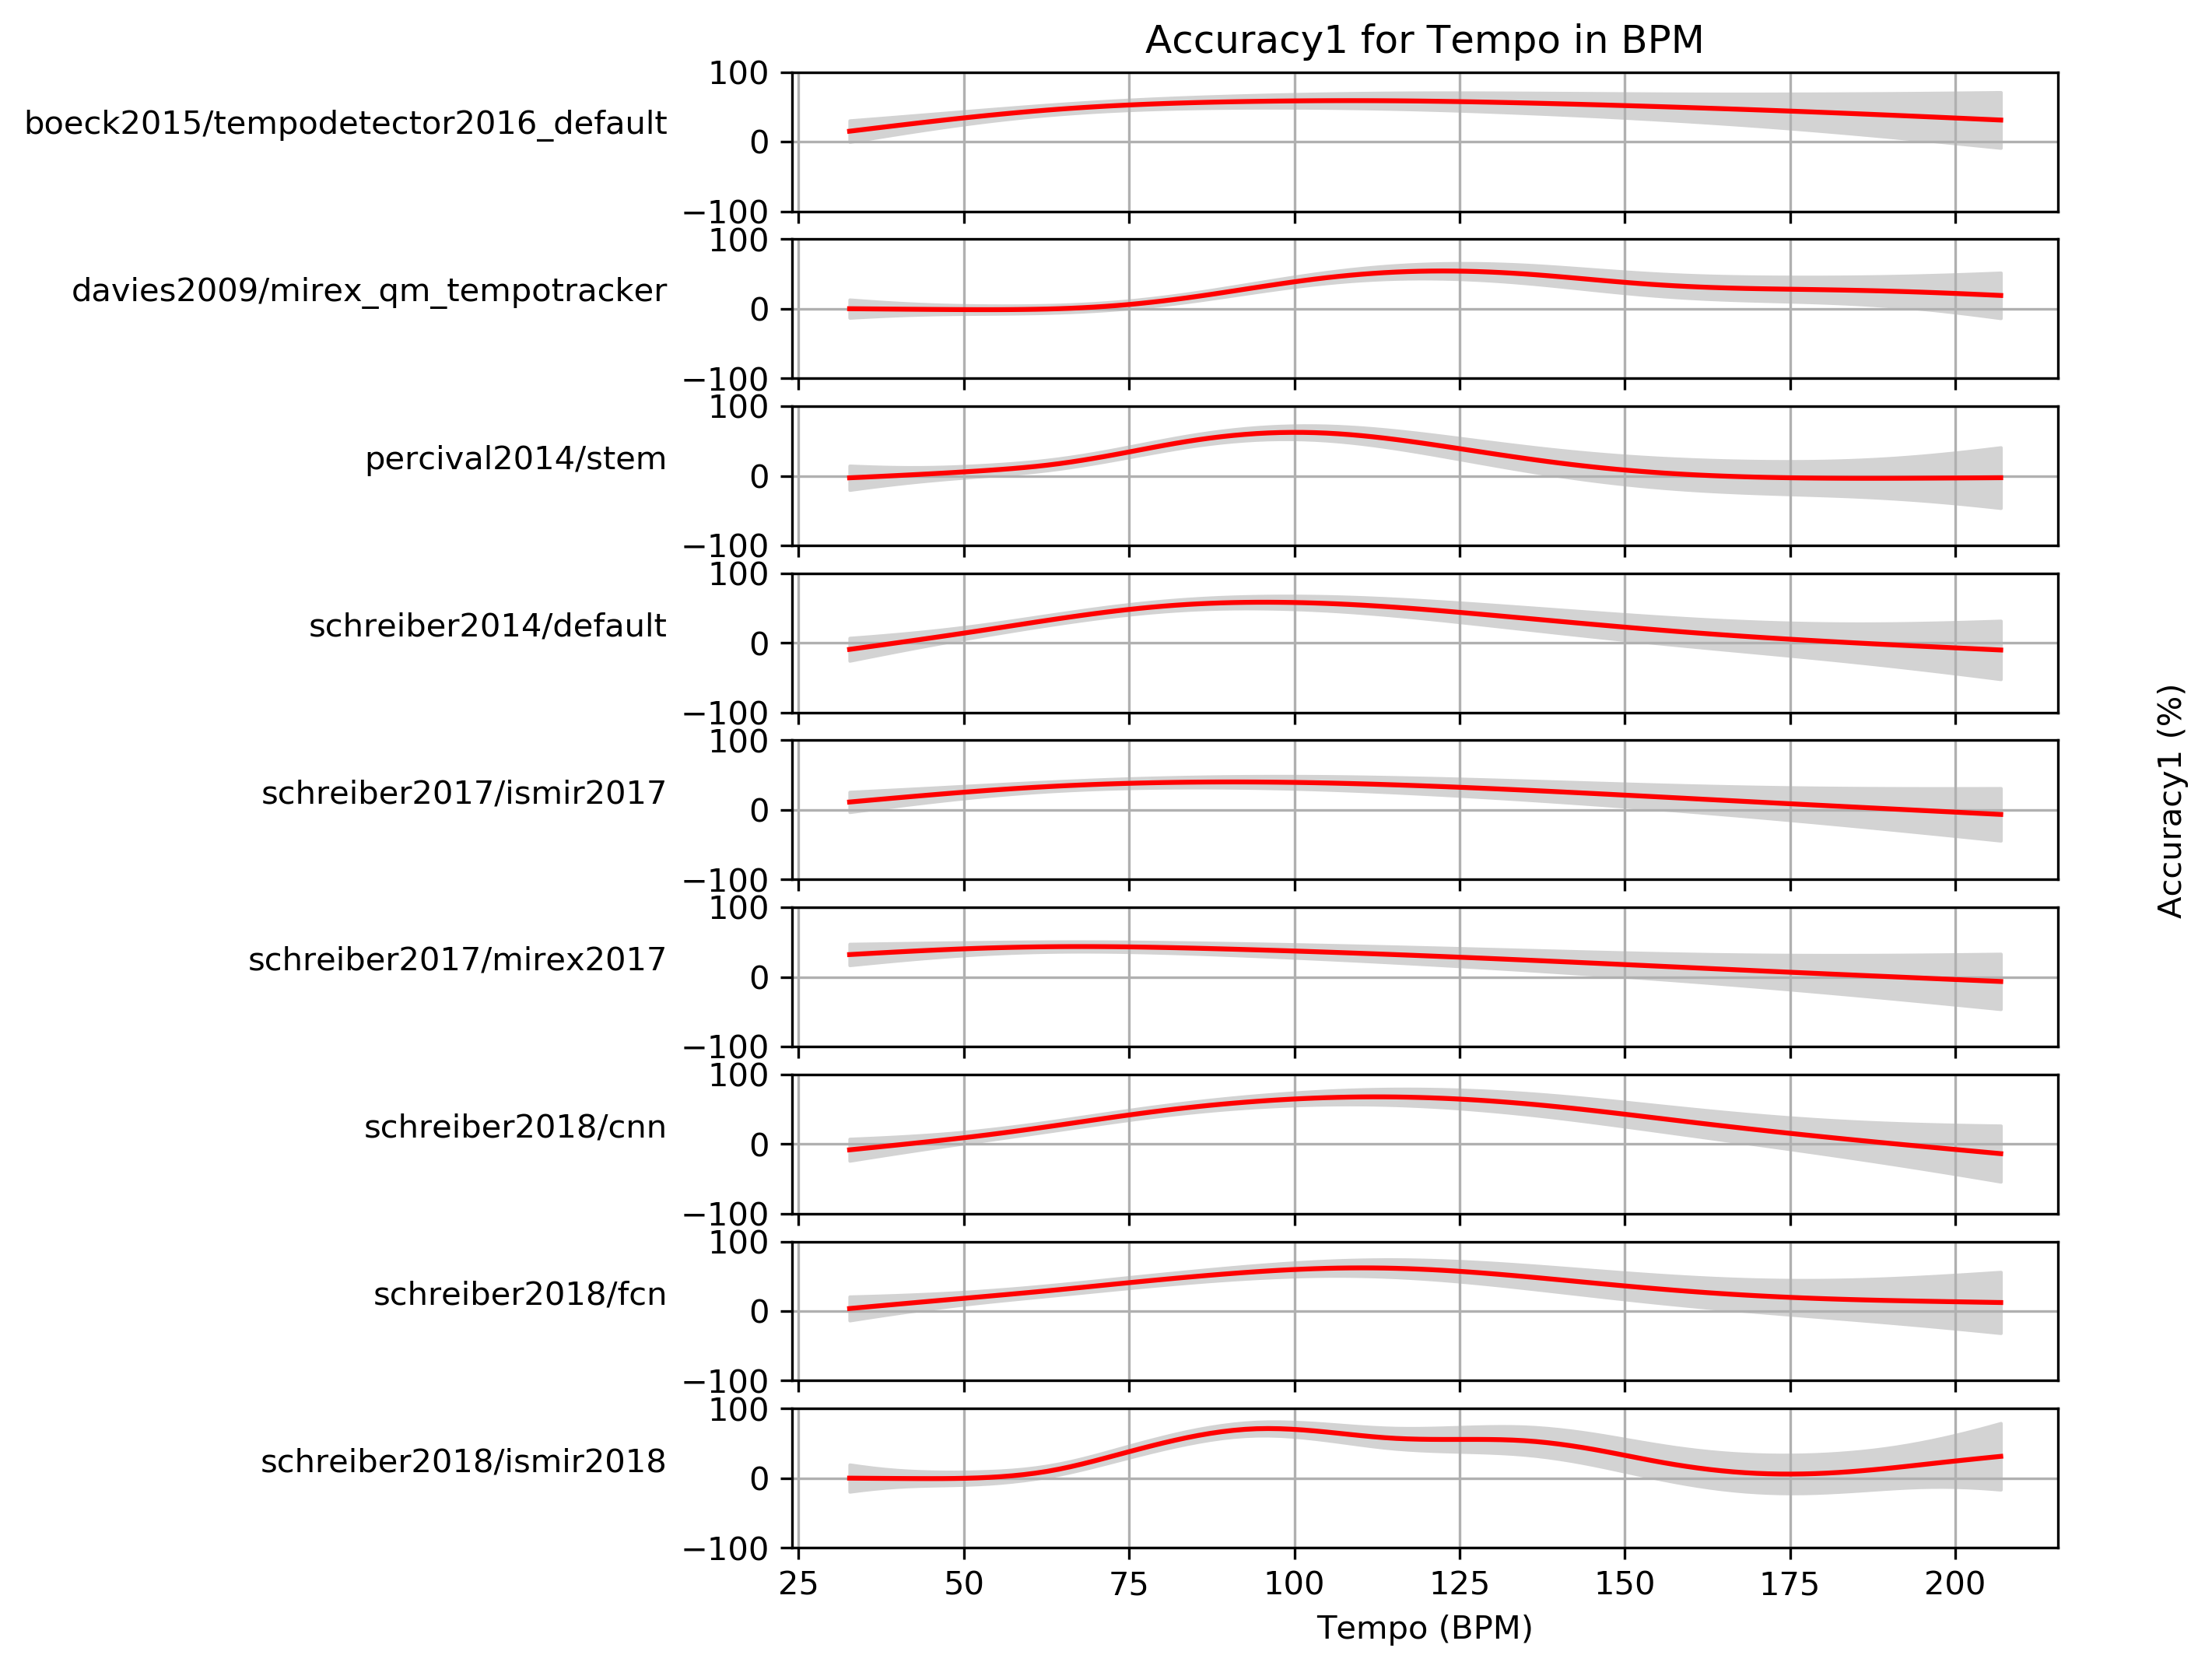 Accuracy1 for Tempo in BPM
boeck2015/tempodetector2016_default
100
0
−100
davies2009/mirex_qm_tempotracker
100
0
−100
percival2014/stem
100
0
−100
schreiber2014/default
100
0
−100
schreiber2017/ismir2017
100
0
−100
schreiber2017/mirex2017
100
0
−100
schreiber2018/cnn
100
0
−100
schreiber2018/fcn
100
0
−100
schreiber2018/ismir2018
100
0
−100
25 50 75 100 125 150 175 200
Tempo (BPM)
Accuracy1 (%)